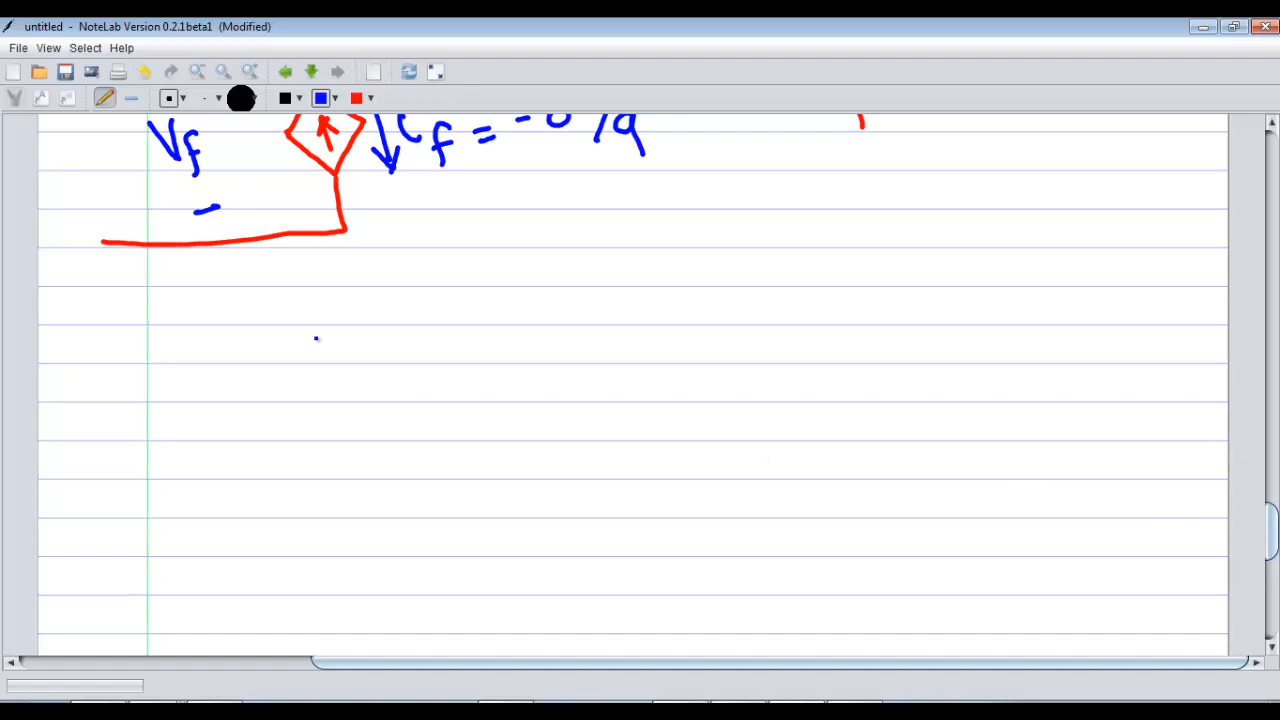 untitled - NoteLab Version 0.2.1beta1 (Modified)
File View Select Help
Vf
f =
-